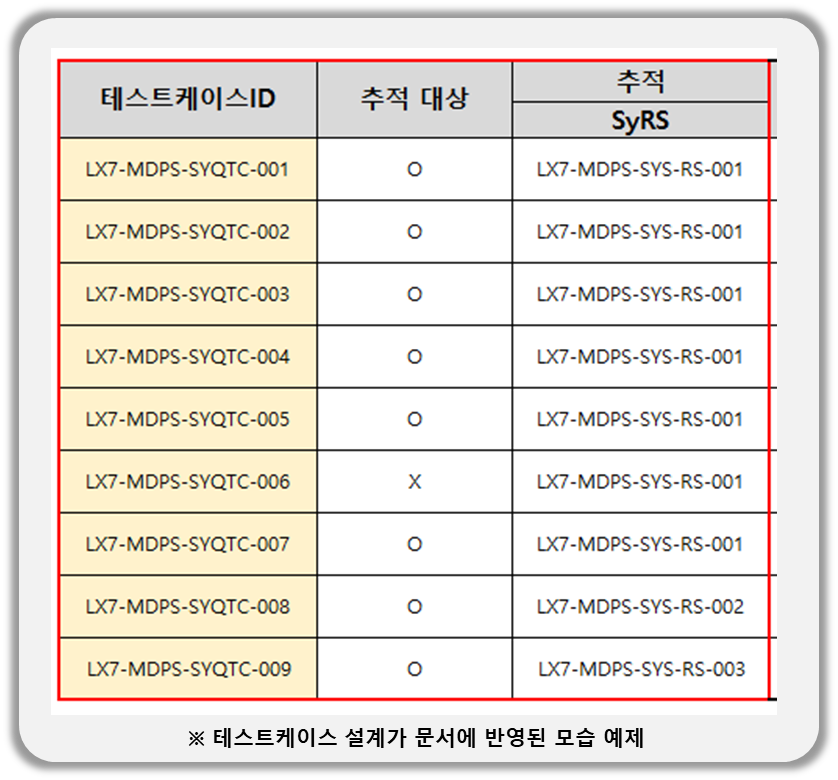 테스트케이스ID 추적 대상 추적
SyRS
LX7-MDPS-SYQTC-001 O LX7-MDPS-SYS-RS-001
LX7-MDPS-SYQTC-002 O LX7-MDPS-SYS-RS-001
LX7-MDPS-SYQTC-003 O LX7-MDPS-SYS-RS-001
LX7-MDPS-SYQTC-004 O LX7-MDPS-SYS-RS-001
LX7-MDPS-SYQTC-005 O LX7-MDPS-SYS-RS-001
LX7-MDPS-SYQTC-006 X LX7-MDPS-SYS-RS-001
LX7-MDPS-SYQTC-007 O LX7-MDPS-SYS-RS-001
LX7-MDPS-SYQTC-008 O LX7-MDPS-SYS-RS-002
LX7-MDPS-SYQTC-009 O LX7-MDPS-SYS-RS-003
※ 테스트케이스 설계가 문서에 반영된 모습 예제